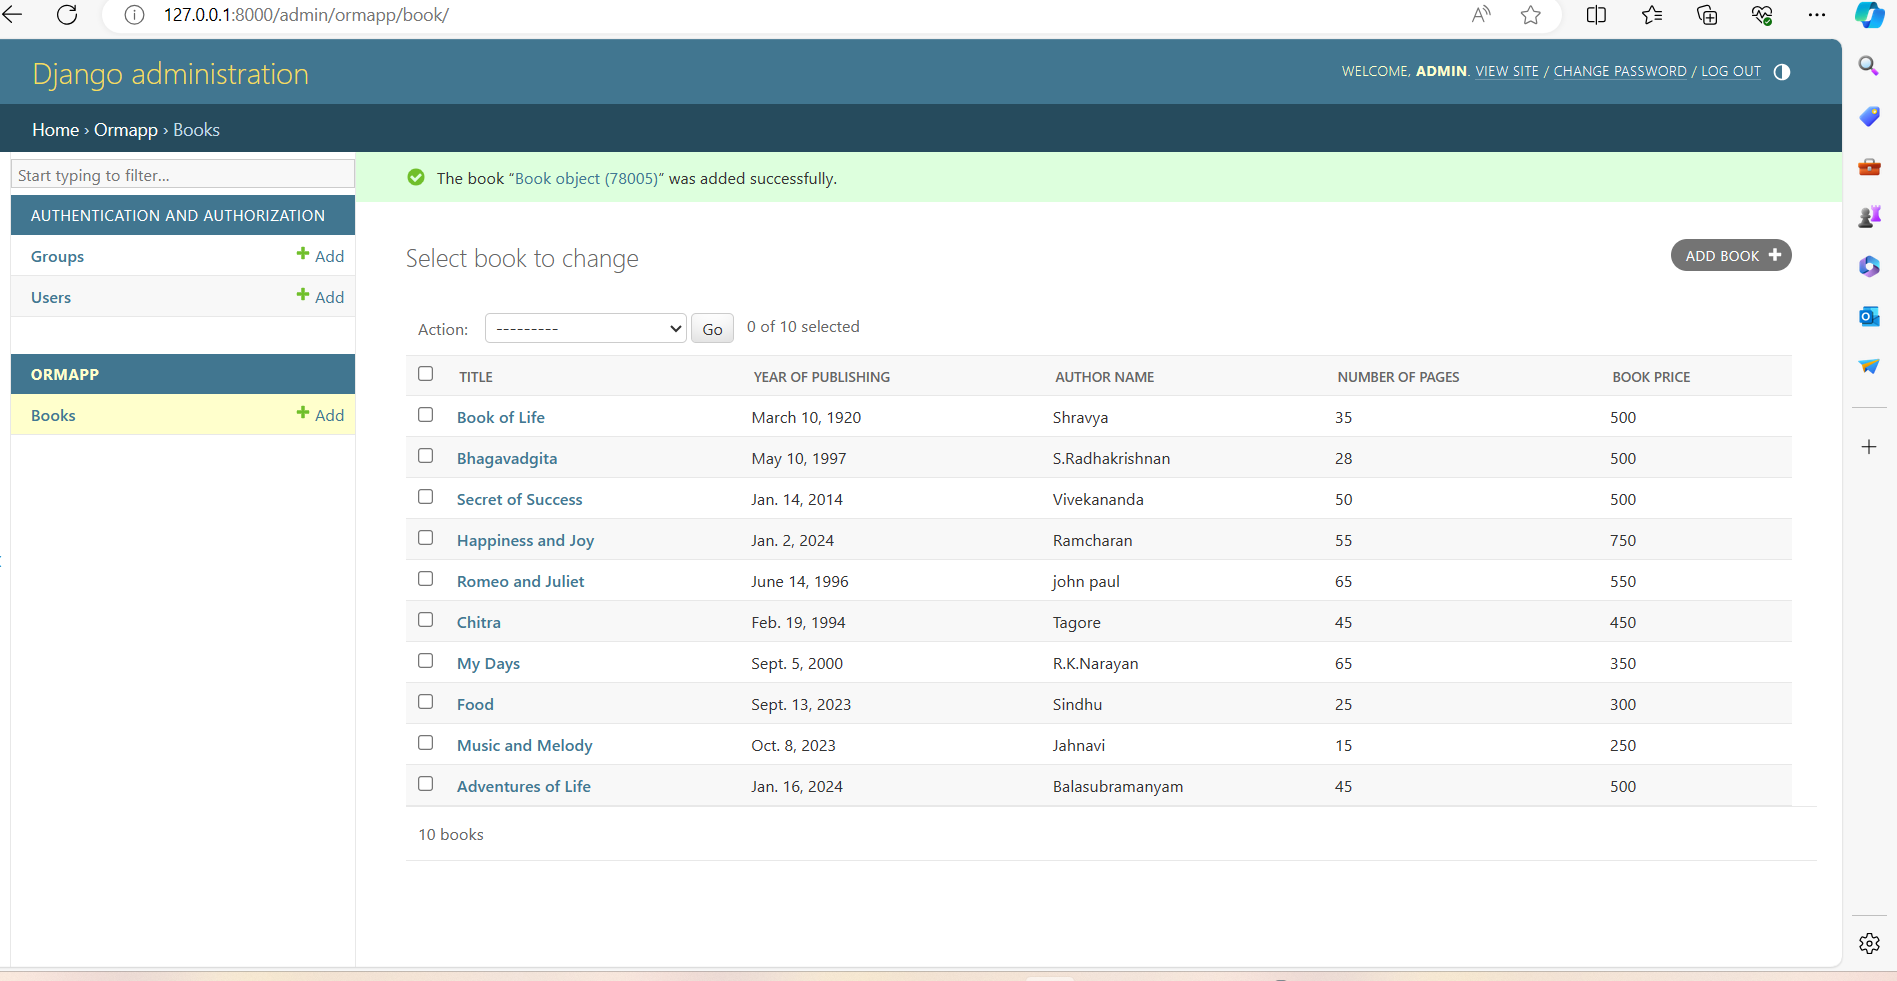 127.0.0.1:8000/admin/ormapp/book/
Django administration
WELCOME, ADMIN. VIEW SITE / CHANGE PASSWORD / LOG OUT
Home › Ormapp › Books
Start typing to filter...
The book “Book object (78005)” was added successfully.
AUTHENTICATION AND AUTHORIZATION
Groups Add
Users Add
ORMAPP
Books Add
Select book to change
ADD BOOK
Action: --------- Go 0 of 10 selected
TITLE YEAR OF PUBLISHING AUTHOR NAME NUMBER OF PAGES BOOK PRICE
Book of Life March 10, 1920 Shravya 35 500
Bhagavadgita May 10, 1997 S.Radhakrishnan 28 500
Secret of Success Jan. 14, 2014 Vivekananda 50 500
Happiness and Joy Jan. 2, 2024 Ramcharan 55 750
Romeo and Juliet June 14, 1996 john paul 65 550
Chitra Feb. 19, 1994 Tagore 45 450
My Days Sept. 5, 2000 R.K.Narayan 65 350
Food Sept. 13, 2023 Sindhu 25 300
Music and Melody Oct. 8, 2023 Jahnavi 15 250
Adventures of Life Jan. 16, 2024 Balasubramanyam 45 500
10 books